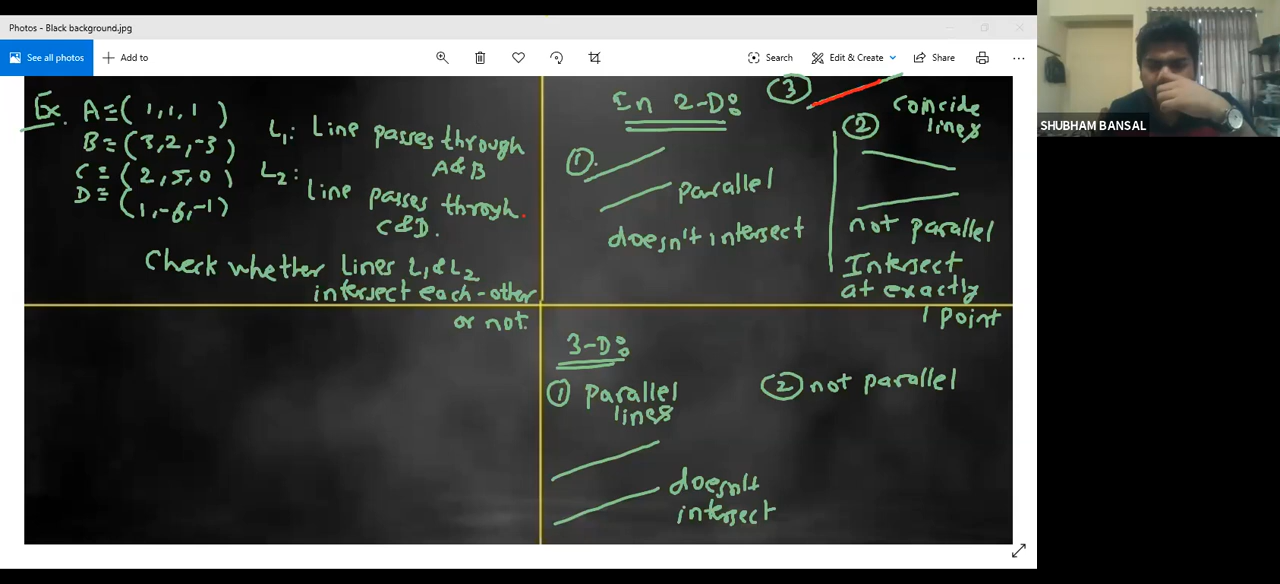 Photos - Black background.jpg
See all photos
Add to
Search
Edit & Create
Share
SHUBHAM BANSAL
Ex. A ≡ (1,1,1)
B ≡ (3,2,-3)
C ≡ (2,5,0)
D ≡ (1,-6,-1)
L₁: Line passes through
A&B
L₂: Line passes through
C&D.
Check whether Lines L₁&L₂
intersect each-other
or not.
In 2-D:
①
parallel
doesn't intersect
③
coincide
lines
②
not parallel
Intersect
at exactly
1 point
3-D:
① parallel
lines
doesn't
intersect
② not parallel